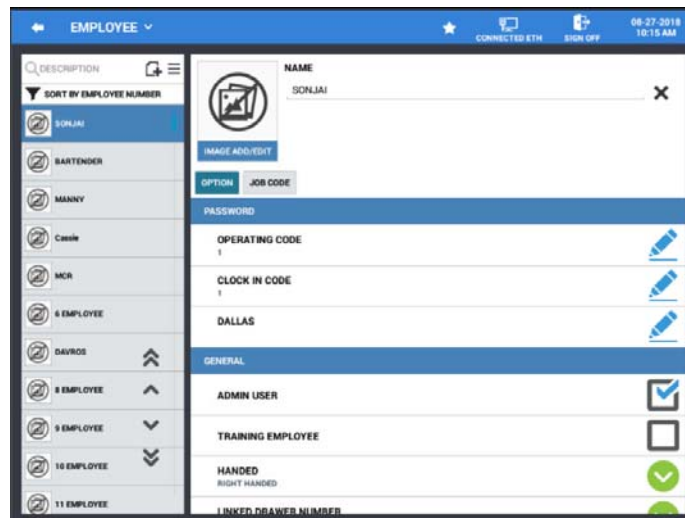 EMPLOYEE
CONNECTED ETH
SIGN OFF
08-27-2018
10:15 AM
DESCRIPTION
SORT BY EMPLOYEE NUMBER
SONJAI
BARTENDER
MANNY
Cassie
MCR
6 EMPLOYEE
DAVROS
8 EMPLOYEE
9 EMPLOYEE
10 EMPLOYEE
11 EMPLOYEE
NAME
SONJAI
IMAGE ADD/EDIT
OPTION
JOB CODE
PASSWORD
OPERATING CODE
1
CLOCK IN CODE
1
DALLAS
GENERAL
ADMIN USER
TRAINING EMPLOYEE
HANDED
RIGHT HANDED
LINKED DRAWER NUMBER